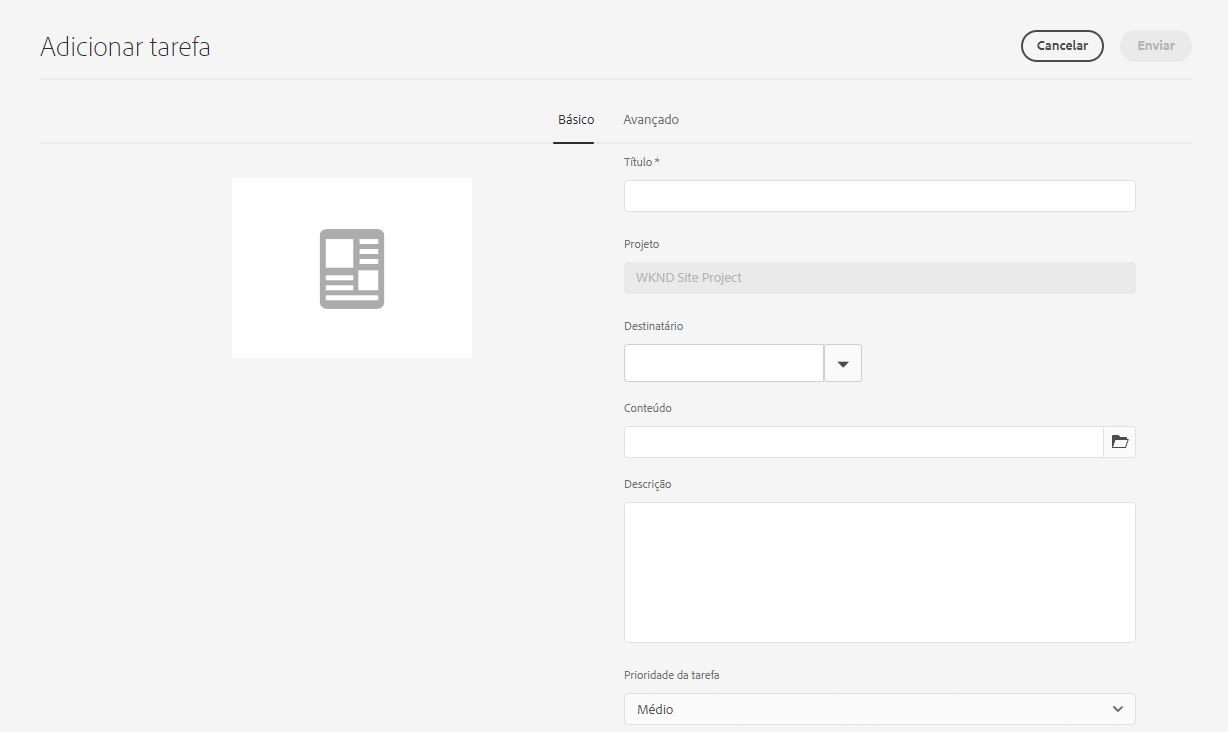 Adicionar tarefa
Cancelar
Enviar
Básico
Avançado
Título *
Projeto
WKND Site Project
Destinatário
Conteúdo
Descrição
Prioridade da tarefa
Médio